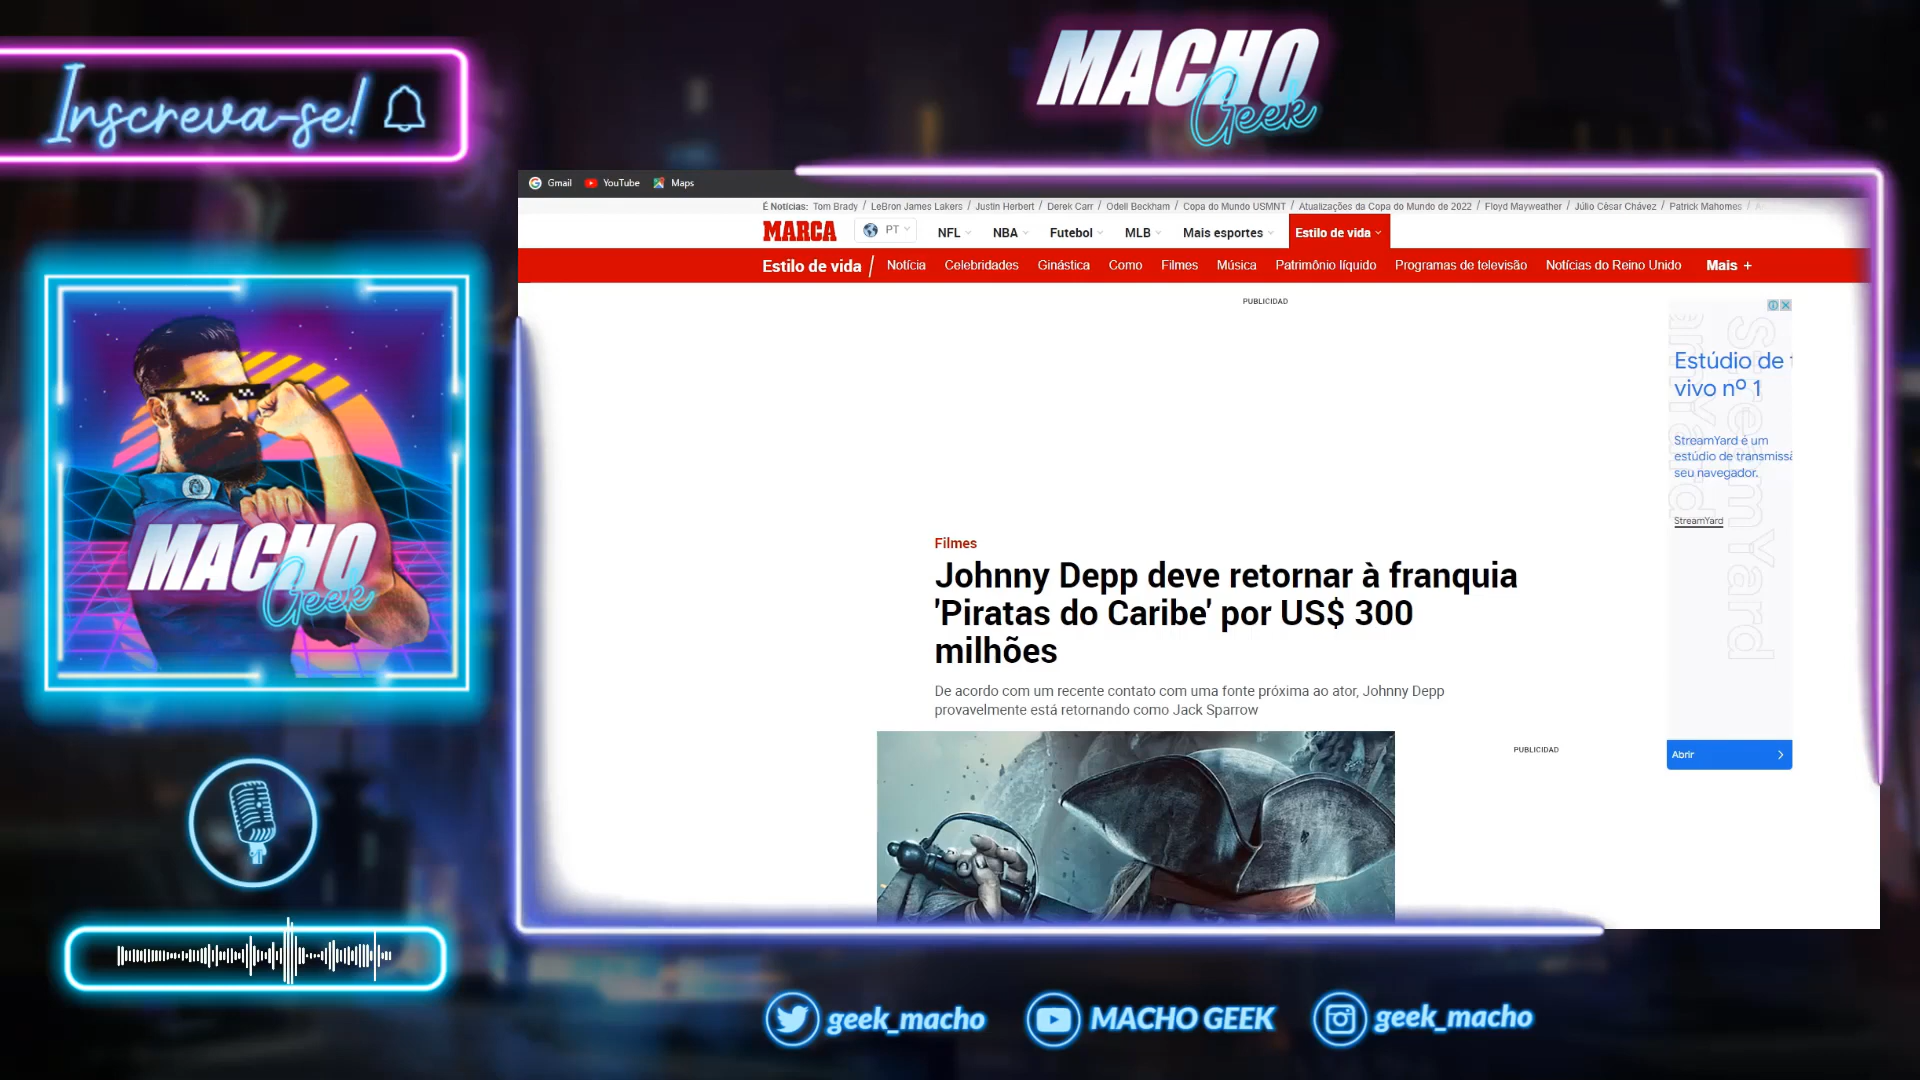 Inscreva-se!
MACHO
Geek
Gmail YouTube Maps
É Notícias: Tom Brady / LeBron James Lakers / Justin Herbert / Derek Carr / Odell Beckham / Copa do Mundo USMNT / Atualizações da Copa do Mundo de 2022 / Floyd Mayweather / Júlio César Chávez / Patrick Mahomes /
MARCA PT NFL NBA Futebol MLB Mais esportes Estilo de vida
Estilo de vida / Notícia Celebridades Ginástica Como Filmes Música Patrimônio líquido Programas de televisão Notícias do Reino Unido Mais +
PUBLICIDAD
Estúdio de
vivo nº 1
StreamYard é um
estúdio de transmissã
seu navegador.
StreamYard
StreamYard
Abrir
MACHO
Geek
Filmes
Johnny Depp deve retornar à franquia
'Piratas do Caribe' por US$ 300
milhões
De acordo com um recente contato com uma fonte próxima ao ator, Johnny Depp
provavelmente está retornando como Jack Sparrow
PUBLICIDAD
geek_macho MACHO GEEK geek_macho